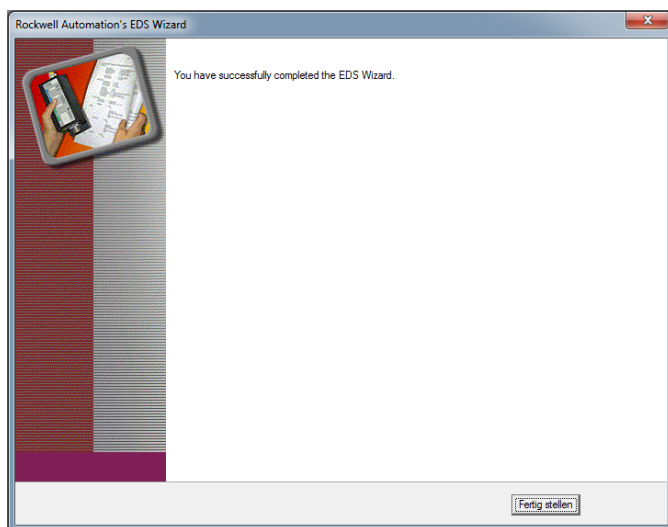 Rockwell Automation's EDS Wizard
You have successfully completed the EDS Wizard.
Fertig stellen